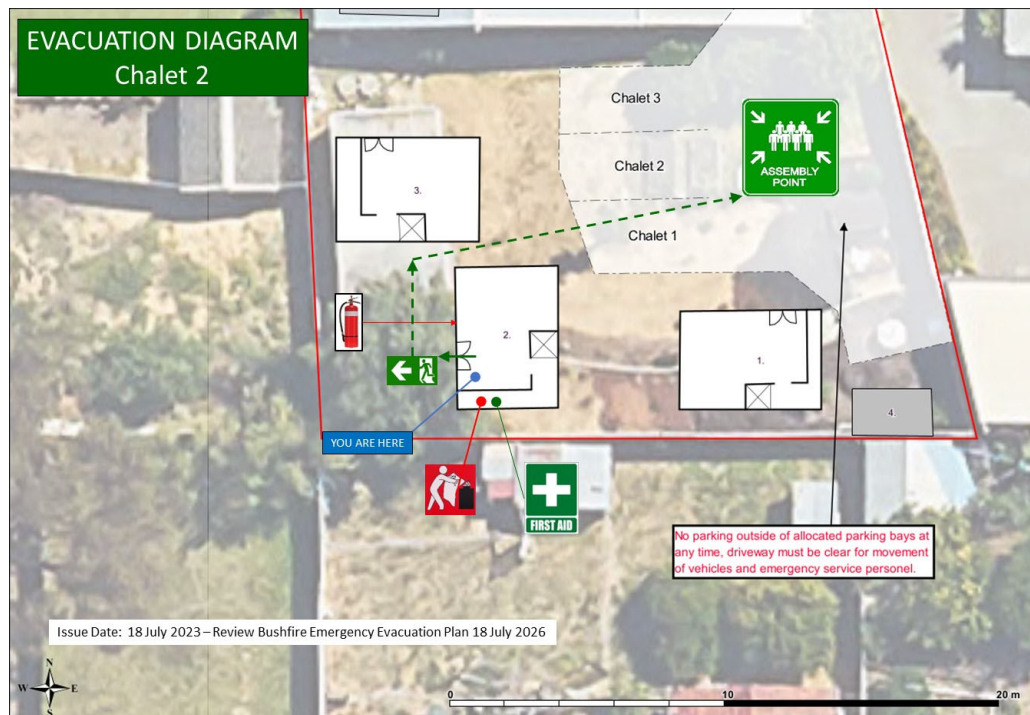 EVACUATION DIAGRAM
Chalet 2
Chalet 3
Chalet 2
Chalet 1
ASSEMBLY
POINT
3.
2.
1.
4.
YOU ARE HERE
FIRST AID
No parking outside of allocated parking bays at
any time, driveway must be clear for movement
of vehicles and emergency service personel.
Issue Date: 18 July 2023 – Review Bushfire Emergency Evacuation Plan 18 July 2026
N
W E
S
0 10 20 m